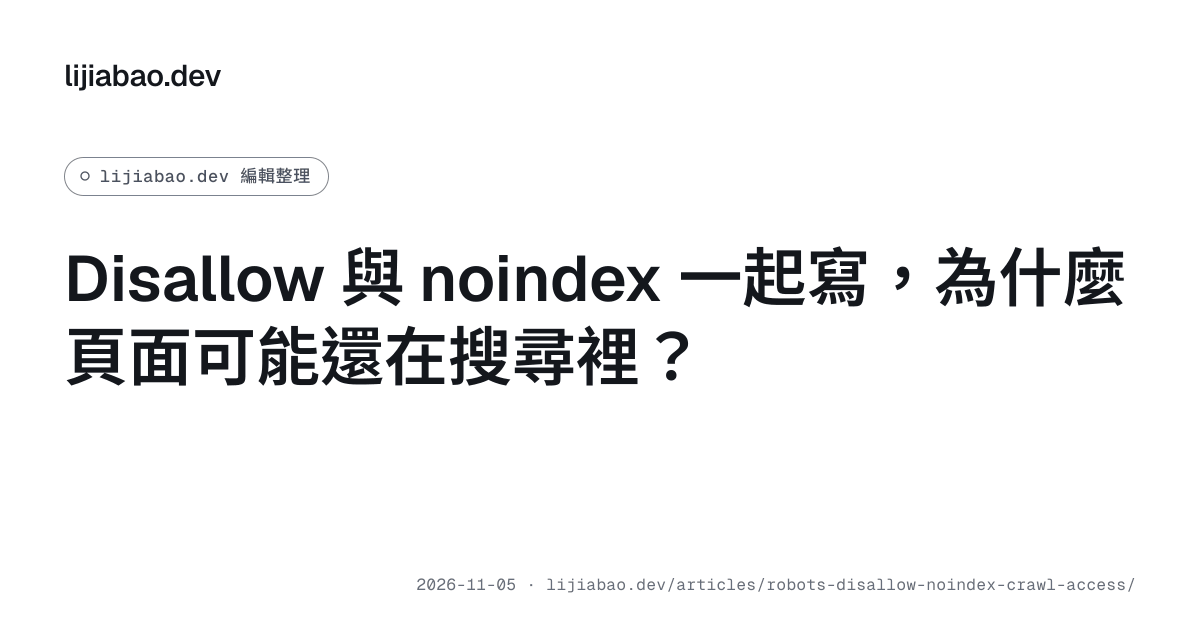 lijiabao.dev
lijiabao.dev 編輯整理
Disallow 與 noindex 一起寫，為什麼
頁面可能還在搜尋裡？
2026-11-05 · lijiabao.dev/articles/robots-disallow-noindex-crawl-access/